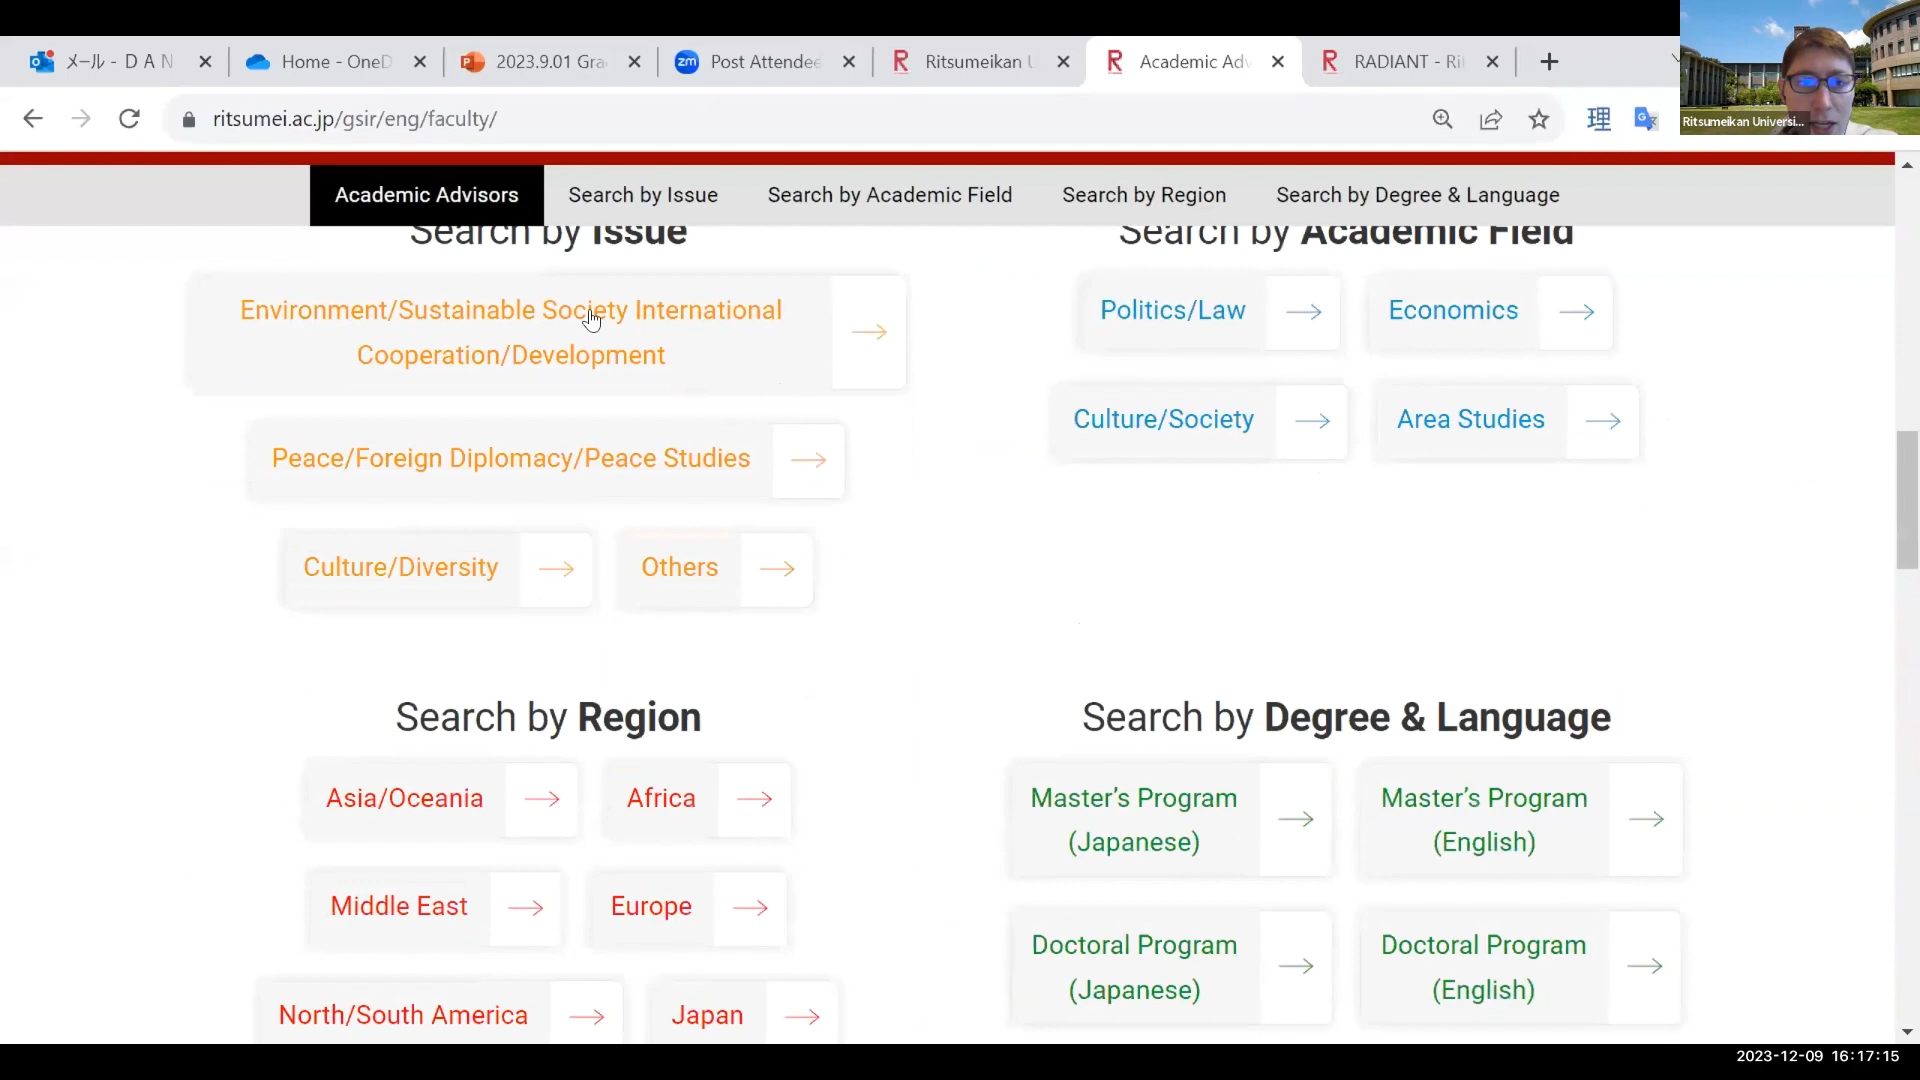 メール - D A N
Home - OneD
2023.9.01 Gra
Post Attendee
Ritsumeikan U
Academic Adv
RADIANT - Ri
ritsumei.ac.jp/gsir/eng/faculty/
理
Ritsumeikan Universi...
Academic Advisors
Search by Issue
Search by Academic Field
Search by Region
Search by Degree & Language
Search by Issue
Environment/Sustainable Society International
Cooperation/Development
Peace/Foreign Diplomacy/Peace Studies
Culture/Diversity
Others
Search by Academic Field
Politics/Law
Economics
Culture/Society
Area Studies
Search by Region
Asia/Oceania
Africa
Middle East
Europe
North/South America
Japan
Search by Degree & Language
Master's Program
(Japanese)
Master's Program
(English)
Doctoral Program
(Japanese)
Doctoral Program
(English)
2023-12-09 16:17:15